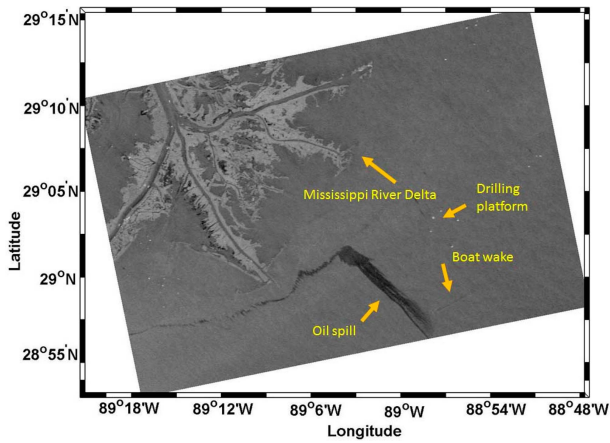 29°15'N
29°10'N
29°05'N
29°N
28°55'N
Latitude
Mississippi River Delta
Drilling
platform
Boat wake
Oil spill
89°18'W
89°12'W
89°6'W
89°W
88°54'W
88°48'W
Longitude